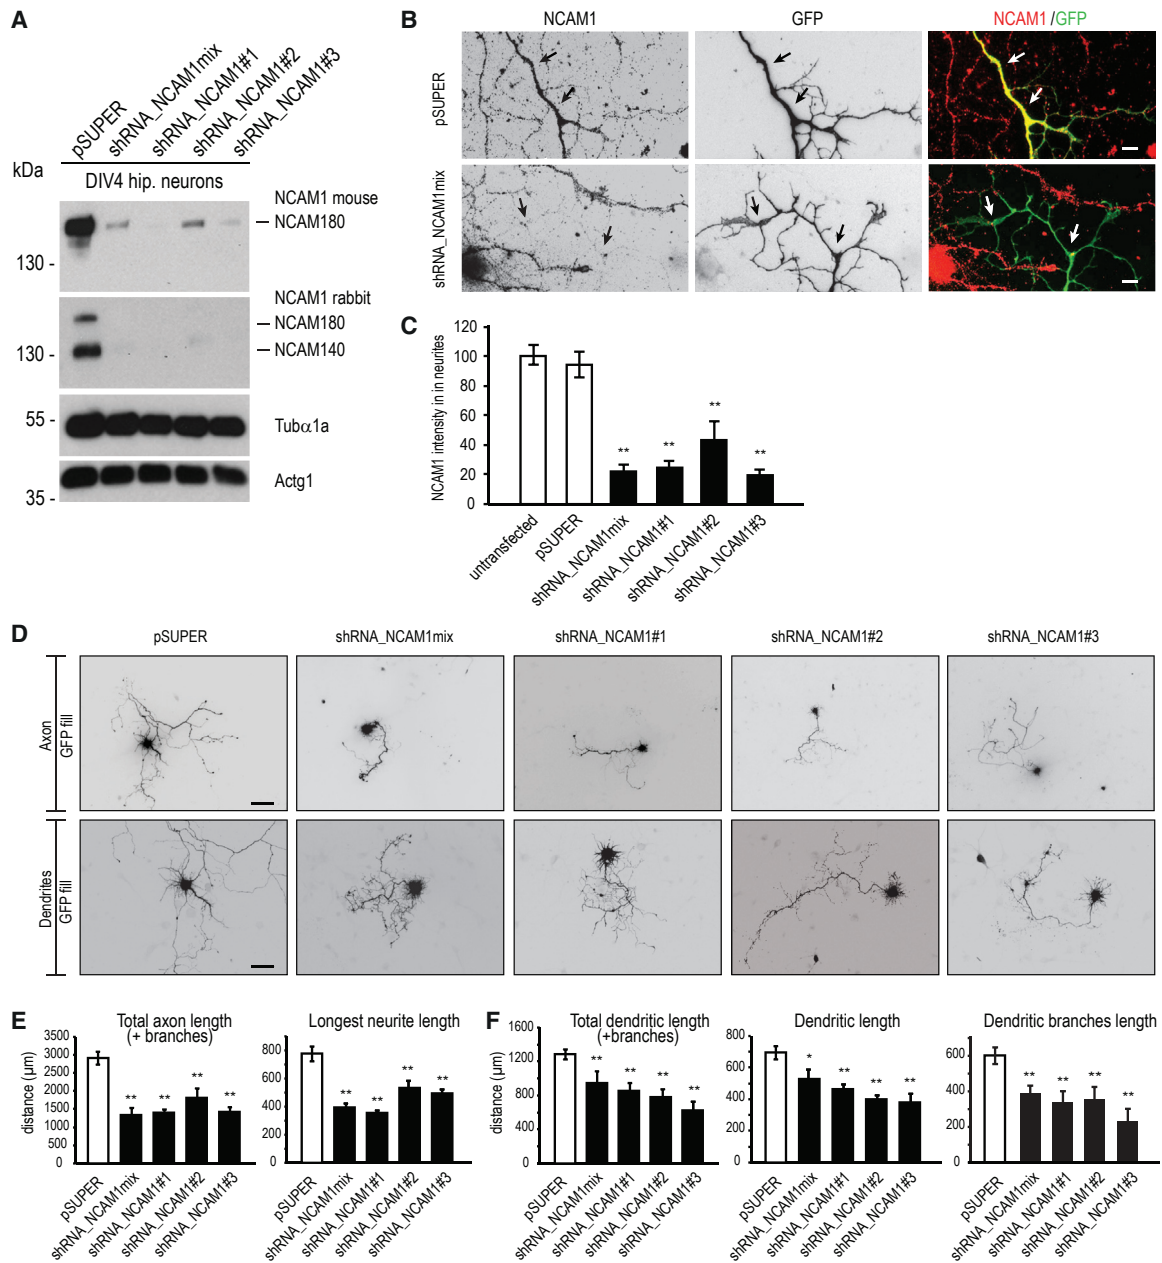 A
pSUPER
shRNA_NCAM1mix
shRNA_NCAM1#1
shRNA_NCAM1#2
shRNA_NCAM1#3
kDa
DIV4 hip. neurons
NCAM1 mouse
NCAM180
130 -
NCAM1 rabbit
NCAM180
130 -
NCAM140
55 -
Tubα1a
Actg1
35 -
B
NCAM1
GFP
NCAM1 /GFP
pSUPER
shRNA_NCAM1mix
C
NCAM1 intensity in in neurites
120
100
80
60
40
20
0
**
**
**
**
untransfected
pSUPER
shRNA_NCAM1mix
shRNA_NCAM1#1
shRNA_NCAM1#2
shRNA_NCAM1#3
D
pSUPER
shRNA_NCAM1mix
shRNA_NCAM1#1
shRNA_NCAM1#2
shRNA_NCAM1#3
Axon
GFP fill
Dendrites
GFP fill
E
Total axon length
(+ branches)
distance (µm)
3500
3000
2500
2000
1500
1000
500
0
**
**
**
**
pSUPER
shRNA_NCAM1mix
shRNA_NCAM1#1
shRNA_NCAM1#2
shRNA_NCAM1#3
Longest neurite length
800
600
400
200
0
**
**
**
**
pSUPER
shRNA_NCAM1mix
shRNA_NCAM1#1
shRNA_NCAM1#2
shRNA_NCAM1#3
F
Total dendritic length
(+branches)
distance (µm)
1600
1200
900
600
300
0
**
**
**
**
pSUPER
shRNA_NCAM1mix
shRNA_NCAM1#1
shRNA_NCAM1#2
shRNA_NCAM1#3
Dendritic length
800
600
400
200
0
*
**
**
**
pSUPER
shRNA_NCAM1mix
shRNA_NCAM1#1
shRNA_NCAM1#2
shRNA_NCAM1#3
Dendritic branches length
800
600
400
200
0
**
**
**
**
pSUPER
shRNA_NCAM1mix
shRNA_NCAM1#1
shRNA_NCAM1#2
shRNA_NCAM1#3